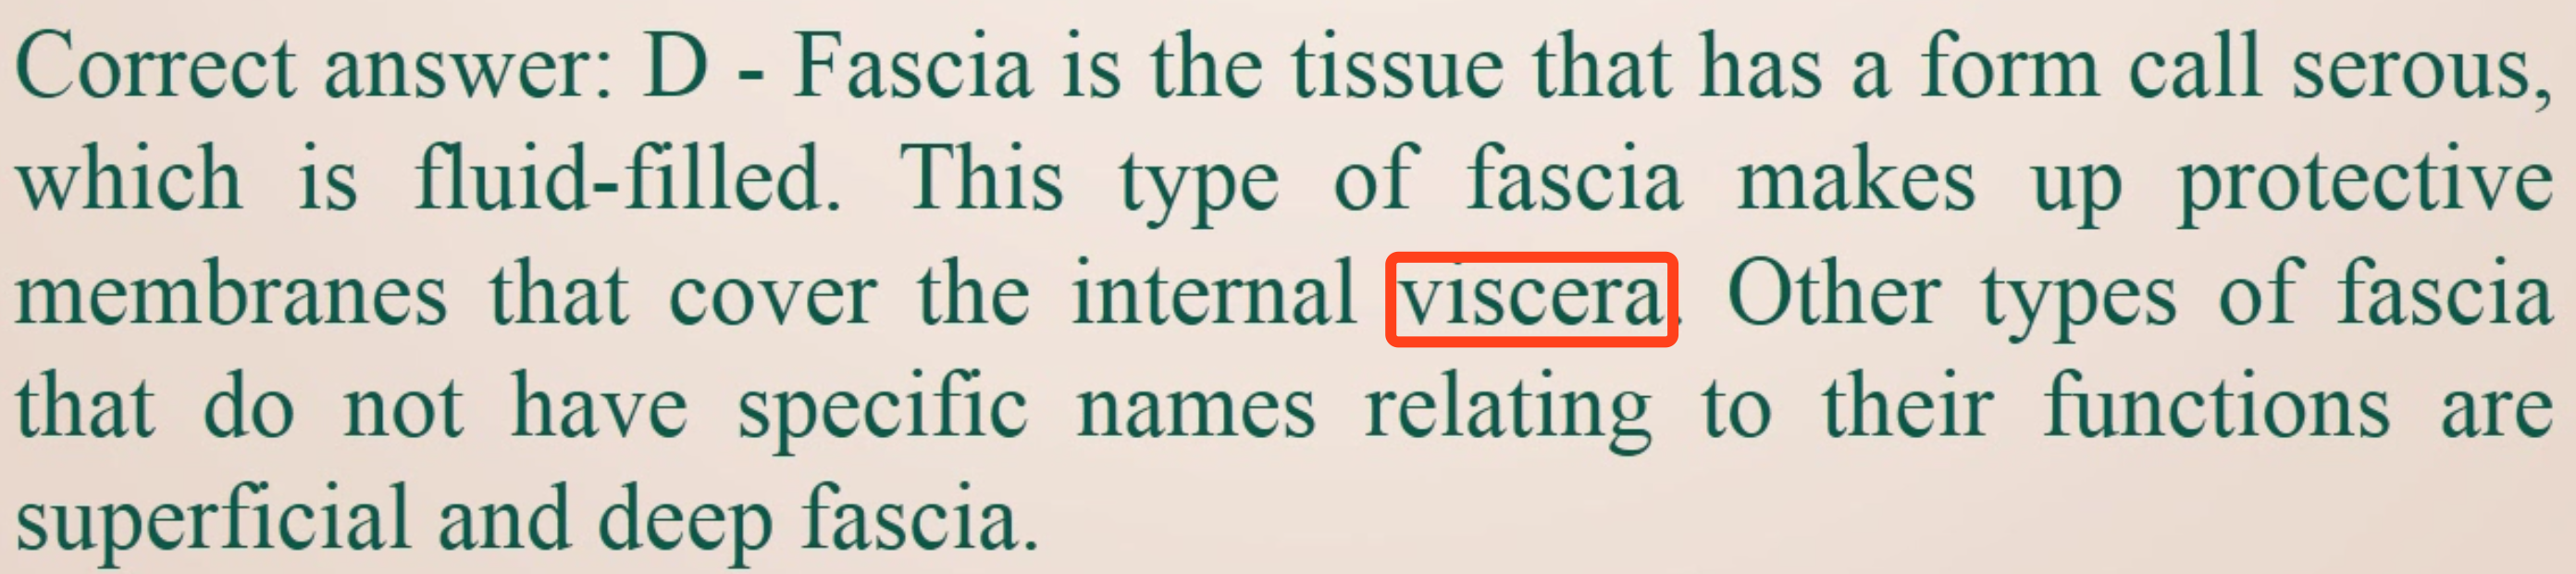 Correct answer: D - Fascia is the tissue that has a form call serous,
which is fluid-filled. This type of fascia makes up protective
membranes that cover the internal viscera. Other types of fascia
that do not have specific names relating to their functions are
superficial and deep fascia.